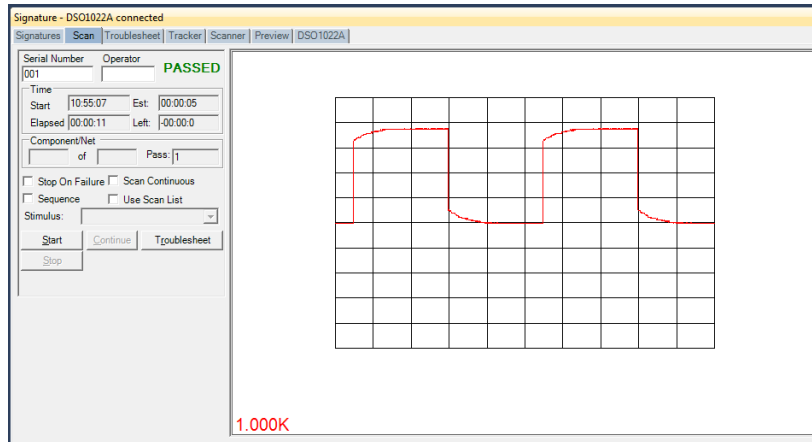 Signature - DSO1022A connected
Signatures Scan Troublesheet Tracker Scanner Preview DSO1022A
Serial Number Operator
001 PASSED
Time
Start 10:55:07 Est: 00:00:05
Elapsed 00:00:11 Left: -00:00:0
Component/Net
of Pass: 1
Stop On Failure Scan Continuous
Sequence Use Scan List
Stimulus:
Start Continue Troublesheet
Stop
1.000K